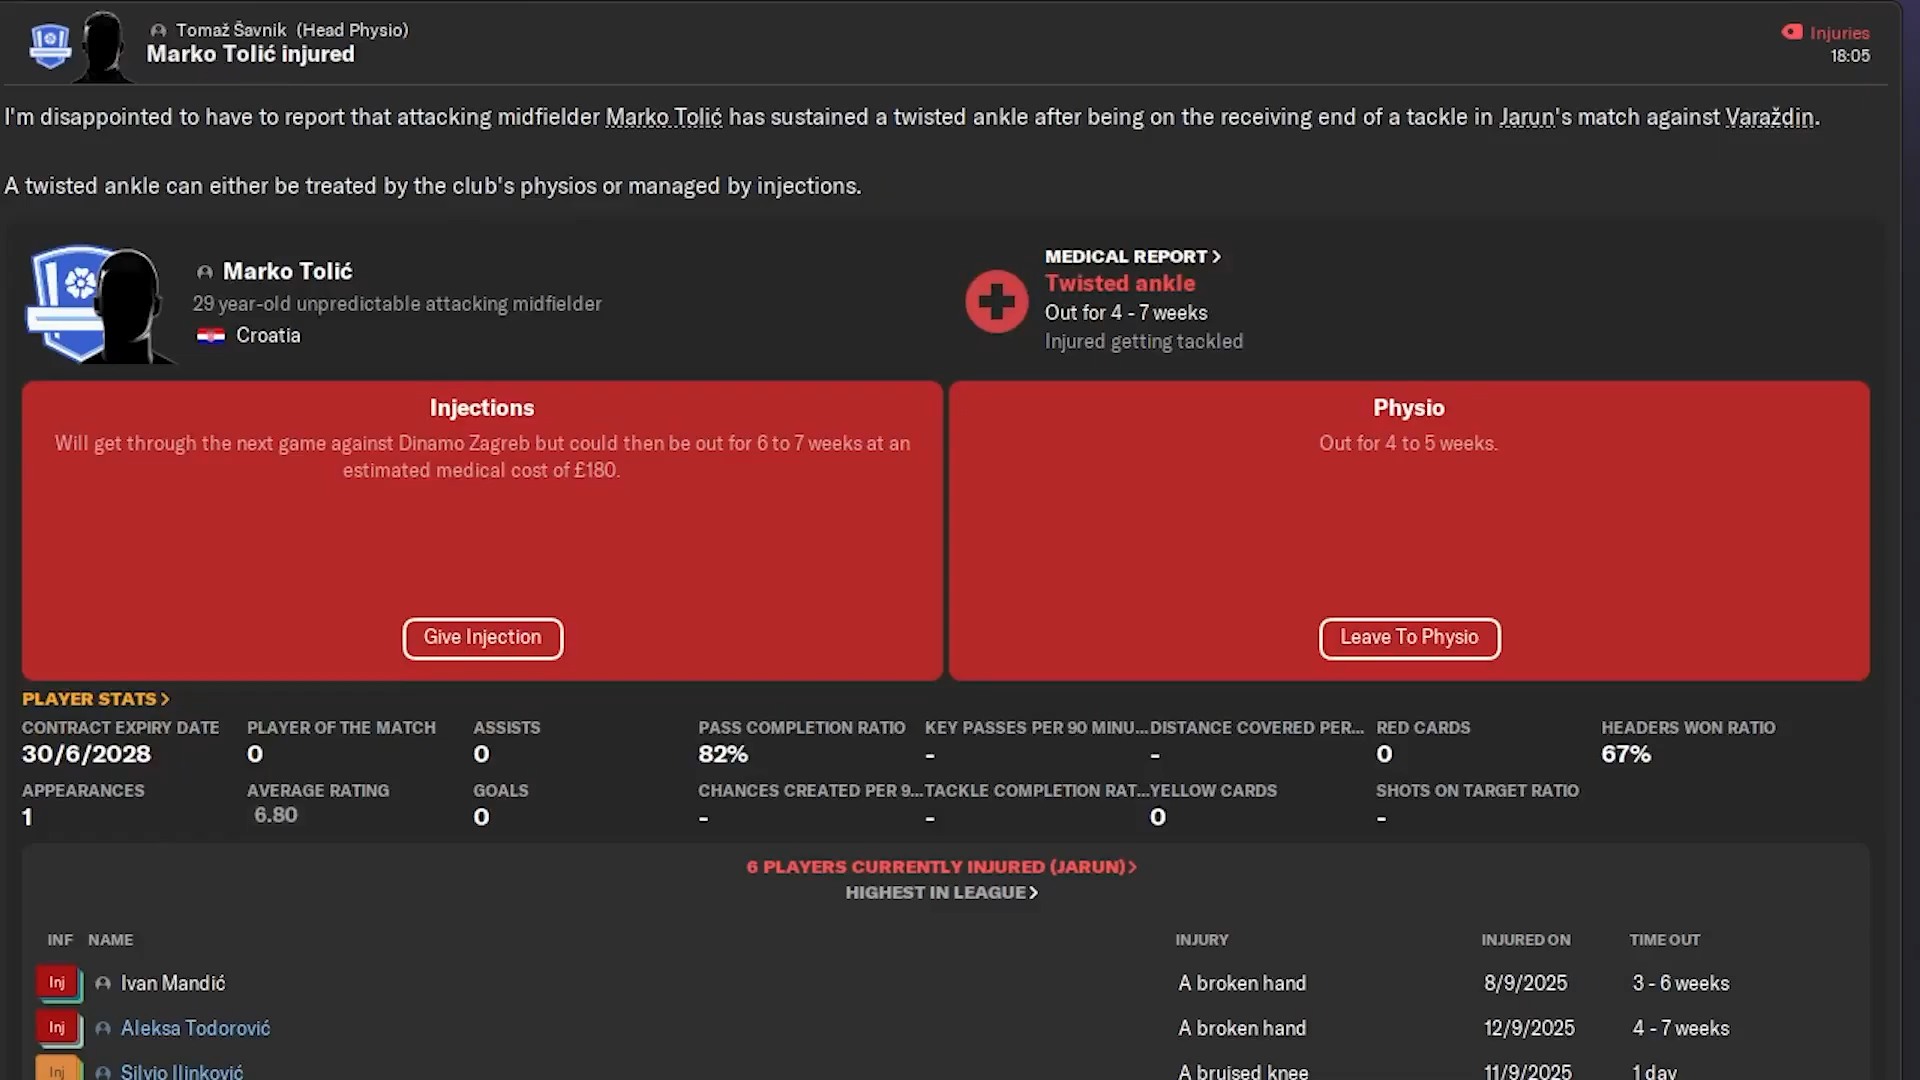 Tomaž Šavnik (Head Physio)
Marko Tolić injured
Injuries
18:05
I'm disappointed to have to report that attacking midfielder Marko Tolić has sustained a twisted ankle after being on the receiving end of a tackle in Jarun's match against Varaždin.
A twisted ankle can either be treated by the club's physios or managed by injections.
Marko Tolić
29 year-old unpredictable attacking midfielder
Croatia
MEDICAL REPORT >
Twisted ankle
Out for 4 - 7 weeks
Injured getting tackled
Injections
Will get through the next game against Dinamo Zagreb but could then be out for 6 to 7 weeks at an
estimated medical cost of £180.
Give Injection
Physio
Out for 4 to 5 weeks.
Leave To Physio
PLAYER STATS >
CONTRACT EXPIRY DATE PLAYER OF THE MATCH ASSISTS PASS COMPLETION RATIO KEY PASSES PER 90 MINU... DISTANCE COVERED PER... RED CARDS HEADERS WON RATIO
30/6/2028 0 0 82% - - 0 67%
APPEARANCES AVERAGE RATING GOALS CHANCES CREATED PER 9... TACKLE COMPLETION RAT... YELLOW CARDS SHOTS ON TARGET RATIO
1 6.80 0 - - 0 -
6 PLAYERS CURRENTLY INJURED (JARUN) >
HIGHEST IN LEAGUE >
INF NAME INJURY INJURED ON TIME OUT
Inj Ivan Mandić A broken hand 8/9/2025 3 - 6 weeks
Inj Aleksa Todorović A broken hand 12/9/2025 4 - 7 weeks
Inj Silvio Ilinković A bruised knee 11/9/2025 1 day